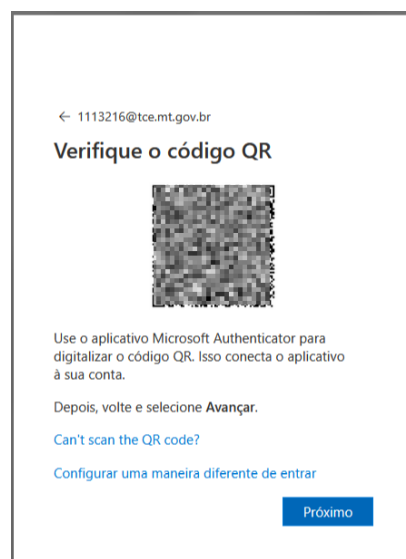 ← 1113216@tce.mt.gov.br
Verifique o código QR
Use o aplicativo Microsoft Authenticator para
digitalizar o código QR. Isso conecta o aplicativo
à sua conta.
Depois, volte e selecione Avançar.
Can't scan the QR code?
Configurar uma maneira diferente de entrar
Próximo